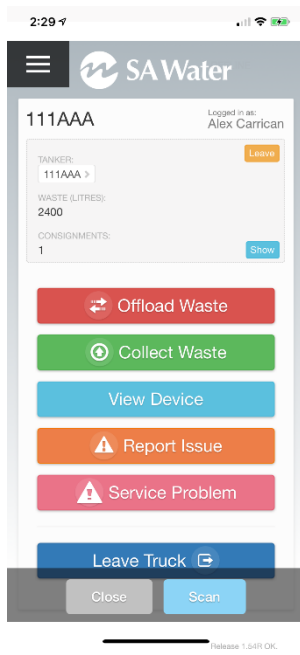 2:29
SA Water
111AAA
Logged in as:
Alex Carrican
TANKER:
Leave
111AAA >
WASTE (LITRES):
2400
CONSIGNMENTS:
1
Show
Offload Waste
Collect Waste
View Device
Report Issue
Service Problem
Leave Truck
Close
Scan
Release 1.54R OK.